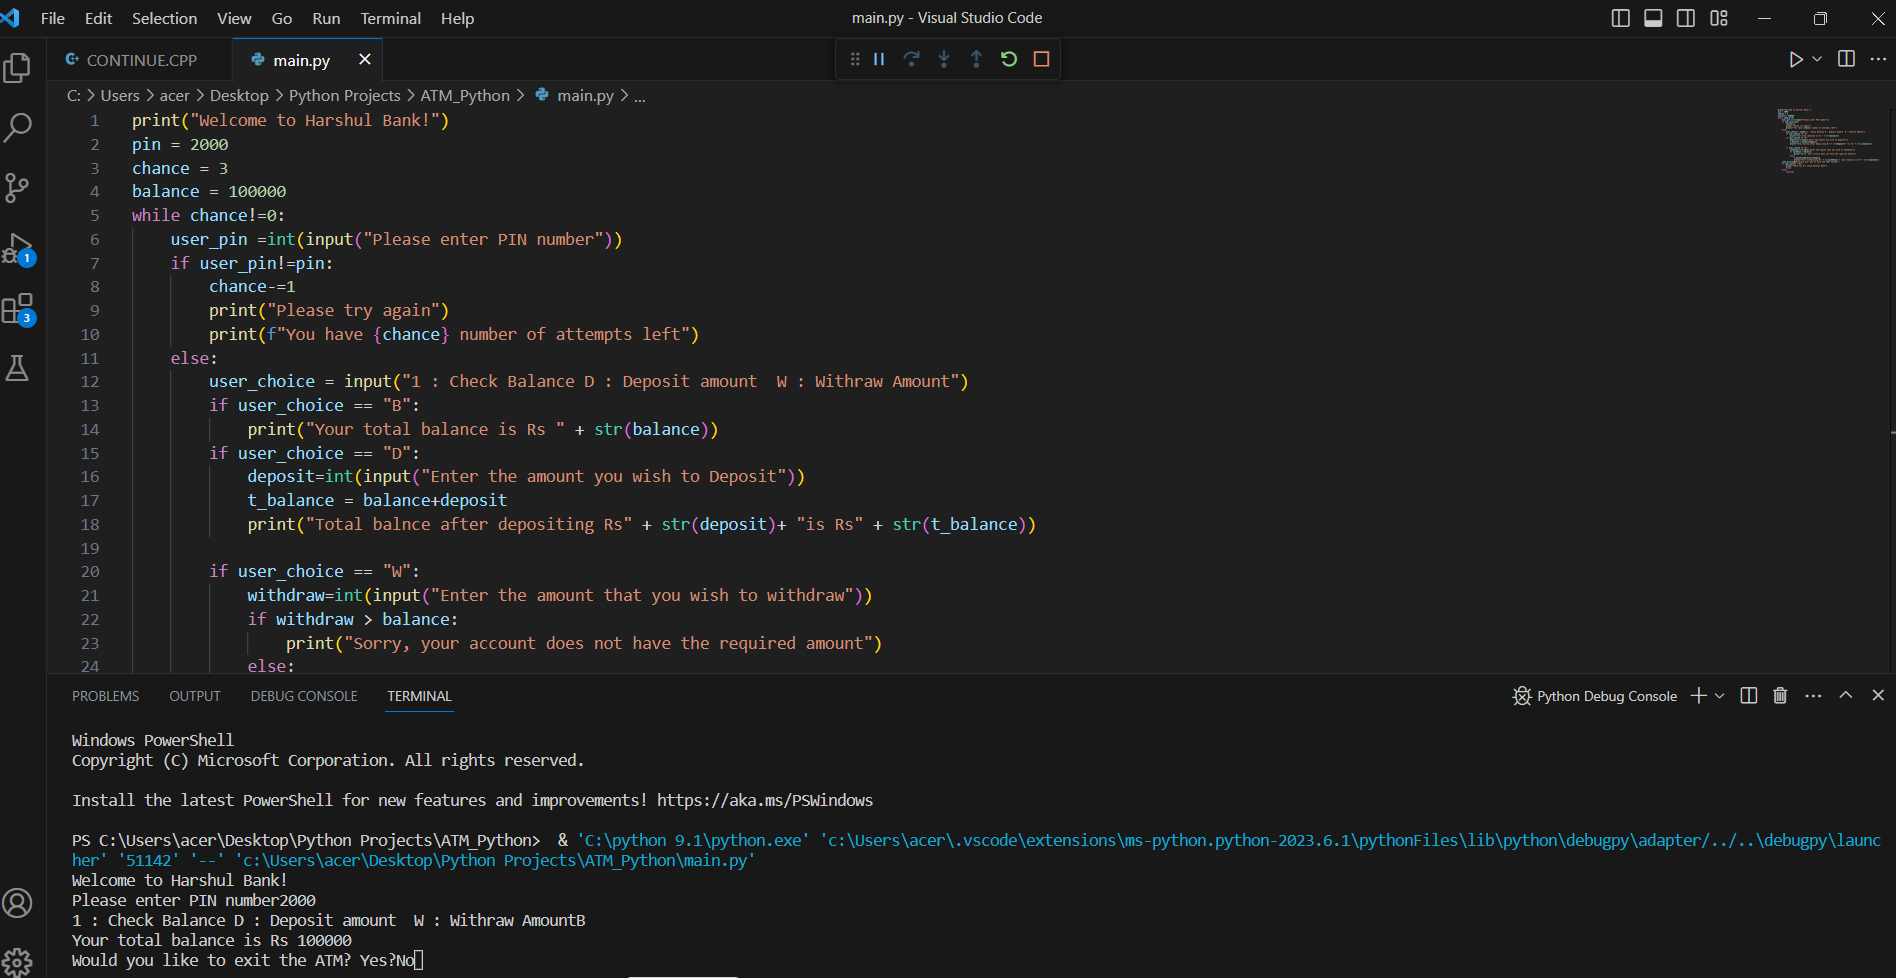 File Edit Selection View Go Run Terminal Help
main.py - Visual Studio Code
CONTINUE.CPP
main.py
C: > Users > acer > Desktop > Python Projects > ATM_Python > main.py > ...
1 print("Welcome to Harshul Bank!")
2 pin = 2000
3 chance = 3
4 balance = 100000
5 while chance!=0:
6 user_pin =int(input("Please enter PIN number"))
7 if user_pin!=pin:
8 chance-=1
9 print("Please try again")
10 print(f"You have {chance} number of attempts left")
11 else:
12 user_choice = input("1 : Check Balance D : Deposit amount  W : Withraw Amount")
13 if user_choice == "B":
14 print("Your total balance is Rs " + str(balance))
15 if user_choice == "D":
16 deposit=int(input("Enter the amount you wish to Deposit"))
17 t_balance = balance+deposit
18 print("Total balnce after depositing Rs" + str(deposit)+ "is Rs" + str(t_balance))
19
20 if user_choice == "W":
21 withdraw=int(input("Enter the amount that you wish to withdraw"))
22 if withdraw > balance:
23 print("Sorry, your account does not have the required amount")
24 else:
1
3
PROBLEMS OUTPUT DEBUG CONSOLE TERMINAL
Python Debug Console
Windows PowerShell
Copyright (C) Microsoft Corporation. All rights reserved.
Install the latest PowerShell for new features and improvements! https://aka.ms/PSWindows
PS C:\Users\acer\Desktop\Python Projects\ATM_Python>  & 'C:\python 9.1\python.exe' 'c:\Users\acer\.vscode\extensions\ms-python.python-2023.6.1\pythonFiles\lib\python\debugpy\adapter/../..\debugpy\launc
her' '51142' '--' 'c:\Users\acer\Desktop\Python Projects\ATM_Python\main.py'
Welcome to Harshul Bank!
Please enter PIN number2000
1 : Check Balance D : Deposit amount  W : Withraw AmountB
Your total balance is Rs 100000
Would you like to exit the ATM? Yes?No